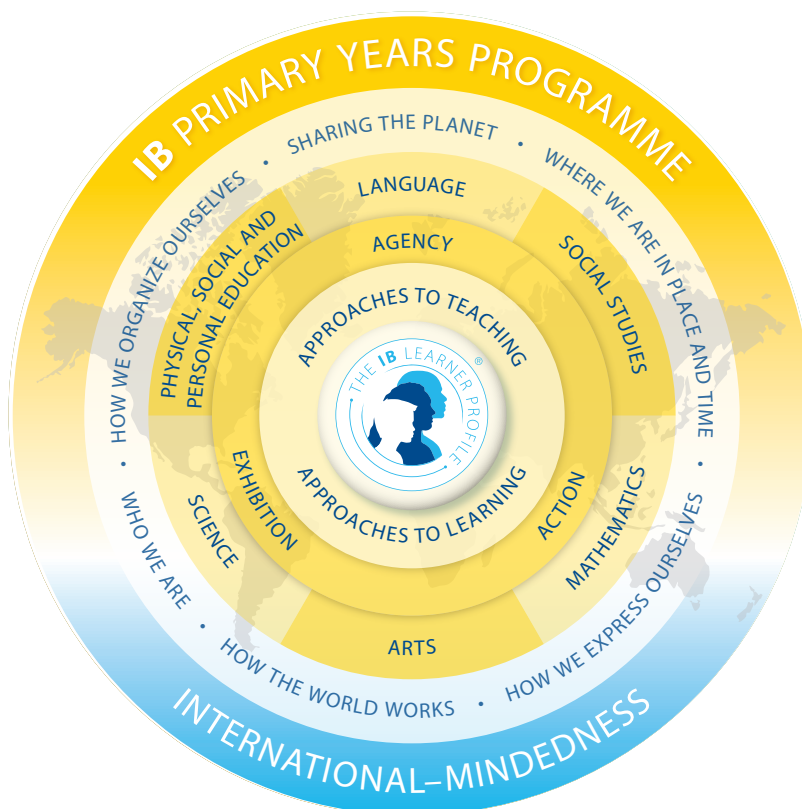 IB PRIMARY YEARS PROGRAMME
SHARING THE PLANET •
WHERE WE ARE IN PLACE AND TIME •
HOW WE EXPRESS OURSELVES •
HOW THE WORLD WORKS •
WHO WE ARE •
HOW WE ORGANIZE OURSELVES •
LANGUAGE
SOCIAL STUDIES
MATHEMATICS
ARTS
SCIENCE
PHYSICAL, SOCIAL AND
PERSONAL EDUCATION
AGENCY
ACTION
EXHIBITION
APPROACHES TO TEACHING
APPROACHES TO LEARNING
• THE IB LEARNER PROFILE • ®
INTERNATIONAL–MINDEDNESS